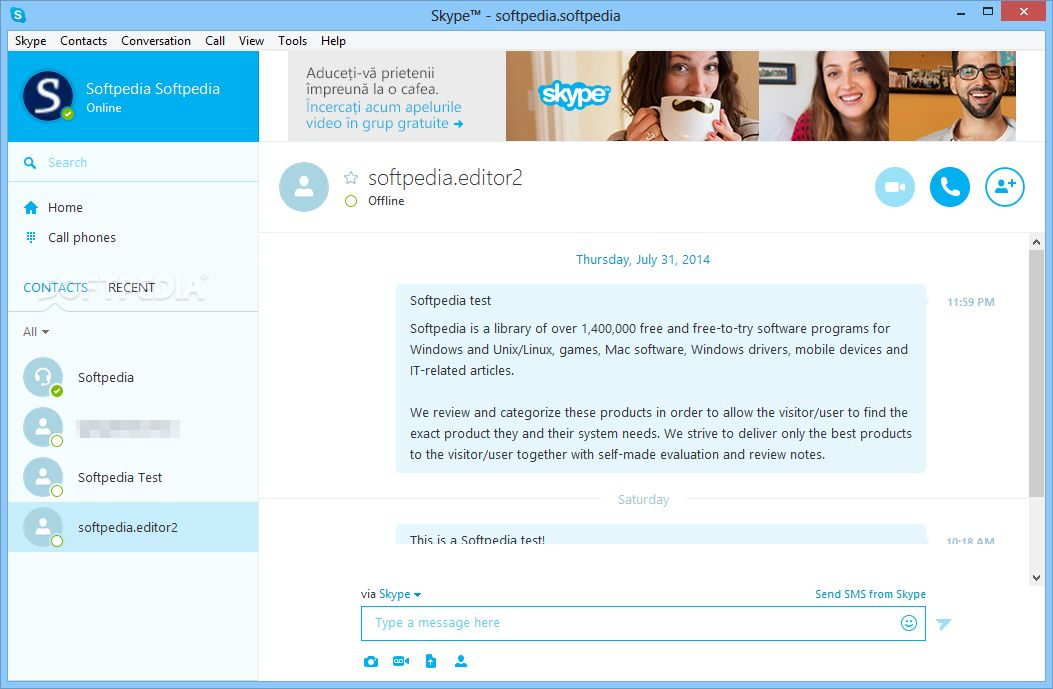 Skype™ - softpedia.softpedia
Skype Contacts Conversation Call View Tools Help
Softpedia Softpedia
Online
Aduceți-vă prietenii
împreună la o cafea.
Încercați acum apelurile
video în grup gratuite →
skype
Search
Home
Call phones
CONTACTS RECENT
SOFTPEDIA
All
Softpedia
Softpedia Test
softpedia.editor2
softpedia.editor2
Offline
Thursday, July 31, 2014
Softpedia test
11:59 PM
Softpedia is a library of over 1,400,000 free and free-to-try software programs for
Windows and Unix/Linux, games, Mac software, Windows drivers, mobile devices and
IT-related articles.
We review and categorize these products in order to allow the visitor/user to find the
exact product they and their system needs. We strive to deliver only the best products
to the visitor/user together with self-made evaluation and review notes.
Saturday
This is a Softpedia test!
10:18 AM
via Skype
Send SMS from Skype
Type a message here